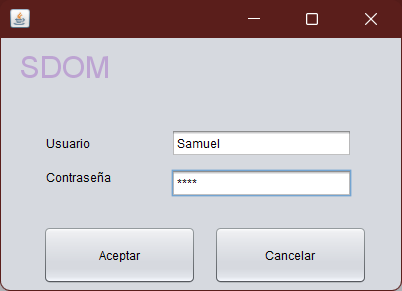 SDOM
Usuario Samuel
Contraseña ****
Aceptar Cancelar